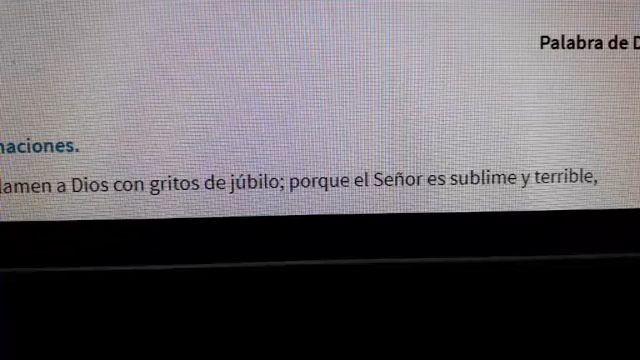 Palabra de D
naciones.
lamen a Dios con gritos de júbilo; porque el Señor es sublime y terrible,